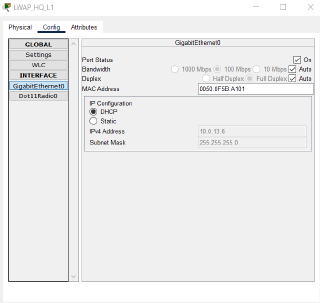 LWAP_HQ_L1
Physical Config Attributes
GLOBAL
Settings
WLC
INTERFACE
GigabitEthernet0
Dot11Radio0
GigabitEthernet0
Port Status On
Bandwidth 1000 Mbps 100 Mbps 10 Mbps Auto
Duplex Half Duplex Full Duplex Auto
MAC Address 0050.0F5B.A101
IP Configuration
DHCP
Static
IPv4 Address 10.0.13.6
Subnet Mask 255.255.255.0